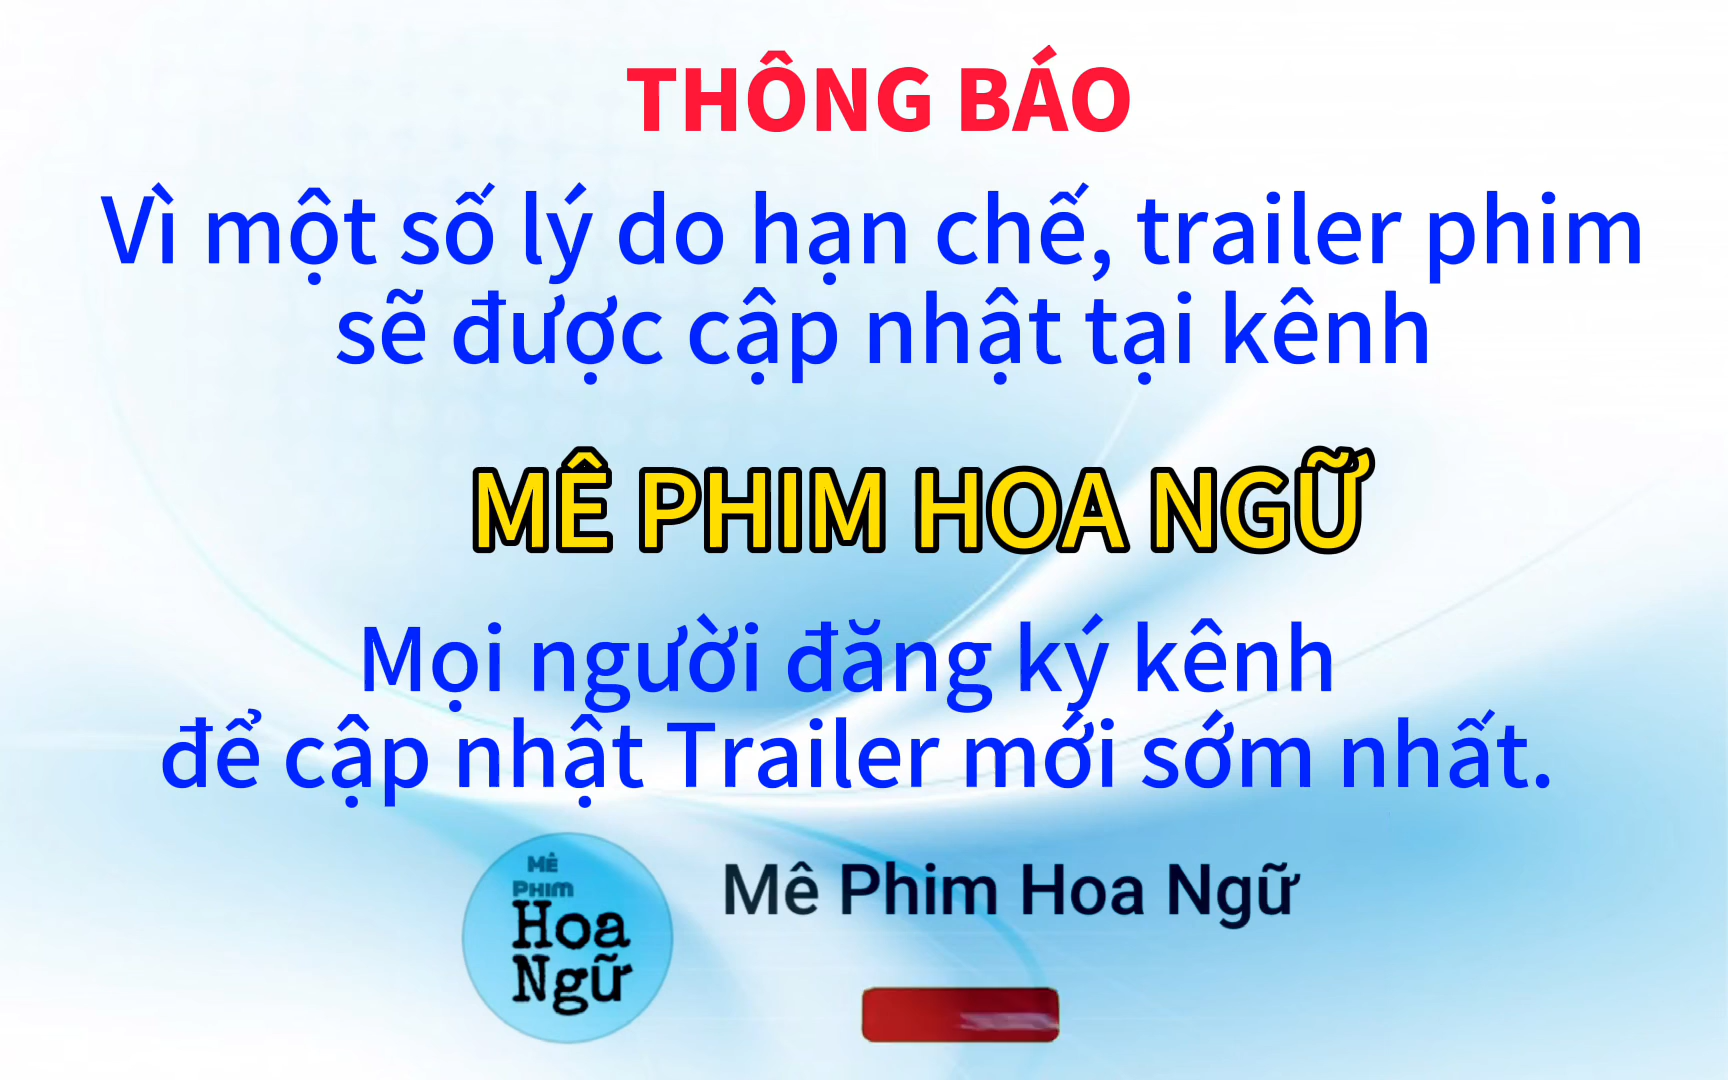 THÔNG BÁO
Vì một số lý do hạn chế, trailer phim
sẽ được cập nhật tại kênh
MÊ PHIM HOA NGỮ
Mọi người đăng ký kênh
để cập nhật Trailer mới sớm nhất.
MÊ
PHIM
Hoa
Ngữ
Mê Phim Hoa Ngữ